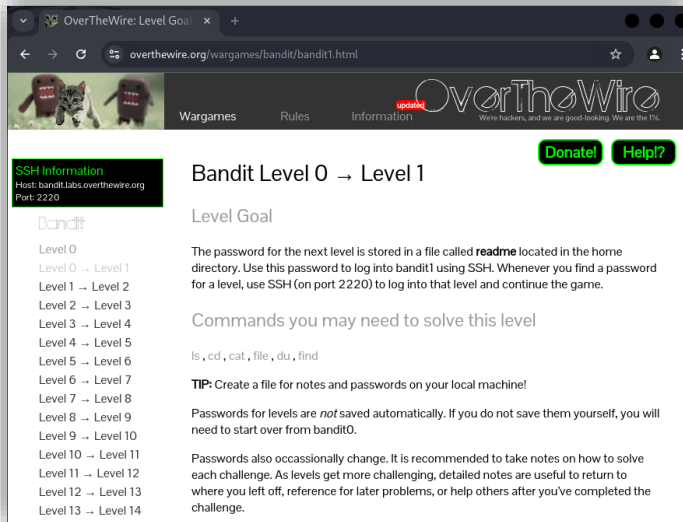 OverTheWire: Level Goal
overthewire.org/wargames/bandit/bandit1.html
OverTheWire
updated
Wargames Rules Information
We're hackers, and we are good-looking. We are the 1%.
Donate! Help!?
SSH Information
Host: bandit.labs.overthewire.org
Port: 2220
Bandit
Level 0
Level 0 → Level 1
Level 1 → Level 2
Level 2 → Level 3
Level 3 → Level 4
Level 4 → Level 5
Level 5 → Level 6
Level 6 → Level 7
Level 7 → Level 8
Level 8 → Level 9
Level 9 → Level 10
Level 10 → Level 11
Level 11 → Level 12
Level 12 → Level 13
Level 13 → Level 14
Bandit Level 0 → Level 1
Level Goal
The password for the next level is stored in a file called readme located in the home
directory. Use this password to log into bandit1 using SSH. Whenever you find a password
for a level, use SSH (on port 2220) to log into that level and continue the game.
Commands you may need to solve this level
ls , cd , cat , file , du , find
TIP: Create a file for notes and passwords on your local machine!
Passwords for levels are not saved automatically. If you do not save them yourself, you will
need to start over from bandit0.
Passwords also occassionally change. It is recommended to take notes on how to solve
each challenge. As levels get more challenging, detailed notes are useful to return to
where you left off, reference for later problems, or help others after you've completed the
challenge.